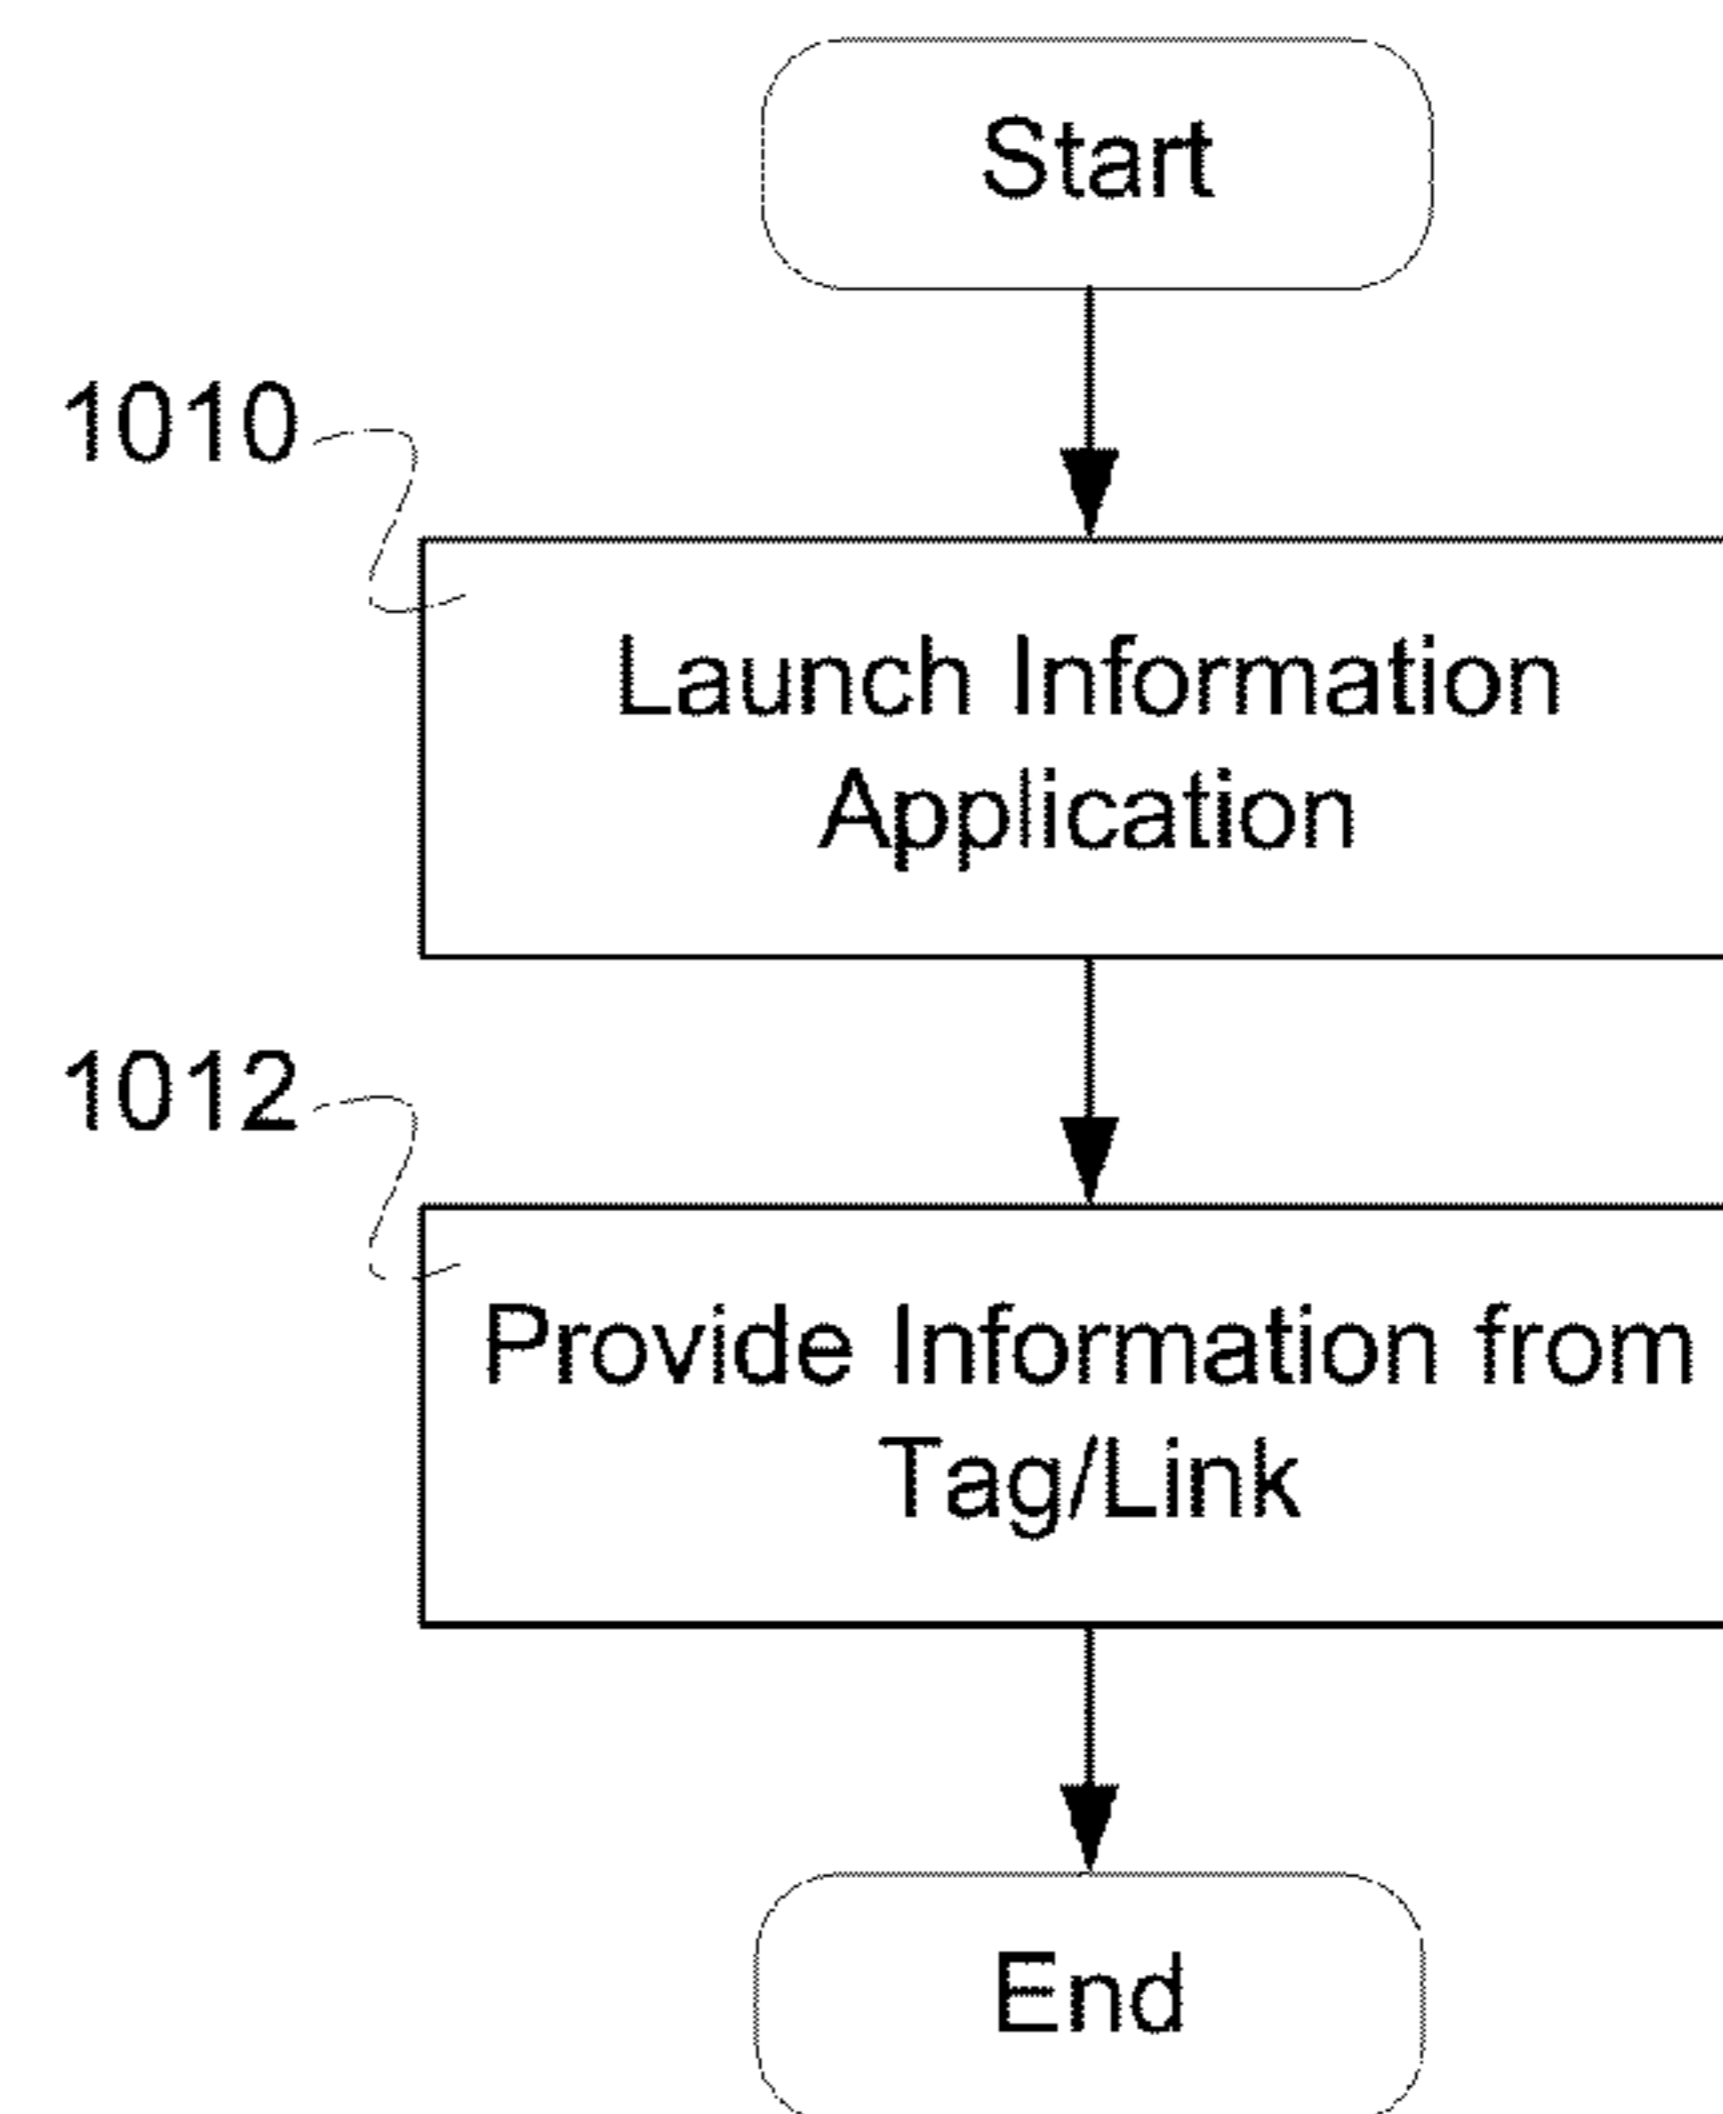 Start
1010
Launch Information
Application
1012
Provide Information from
Tag/Link
End